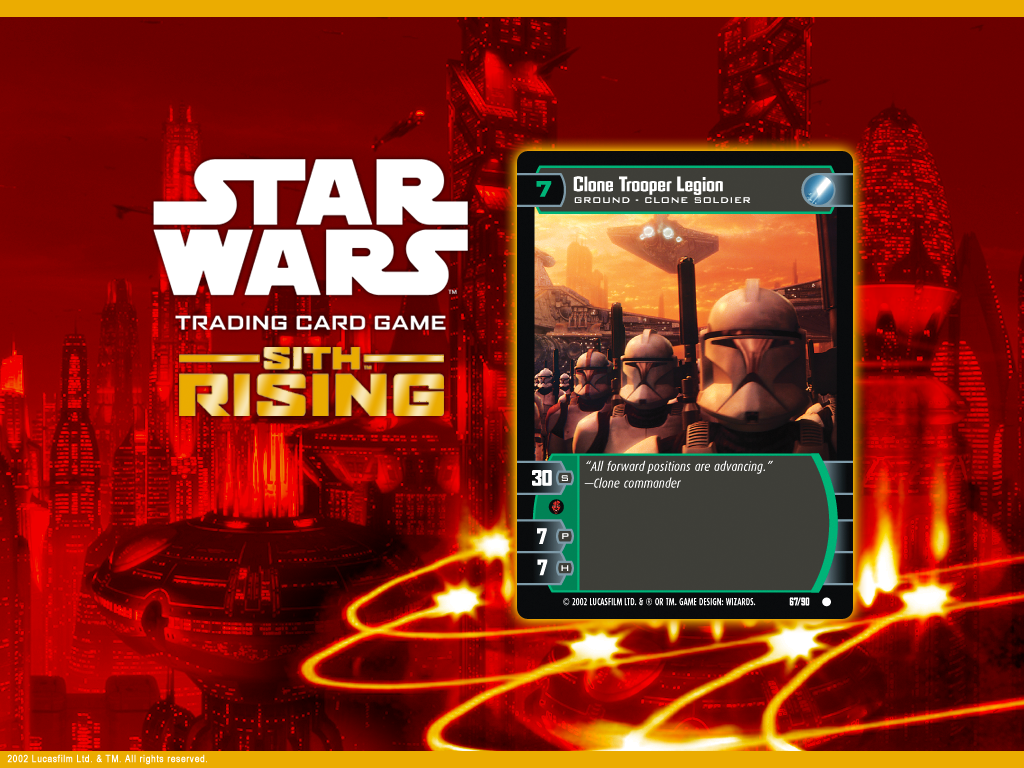 STAR
WARS™
TRADING CARD GAME
SITH™
RISING
7
Clone Trooper Legion
GROUND - CLONE SOLDIER
30 S
7 P
7 H
“All forward positions are advancing.”
—Clone commander
© 2002 LUCASFILM LTD. & ® OR TM. GAME DESIGN: WIZARDS. 67/90
2002 Lucasfilm Ltd. & TM. All rights reserved.